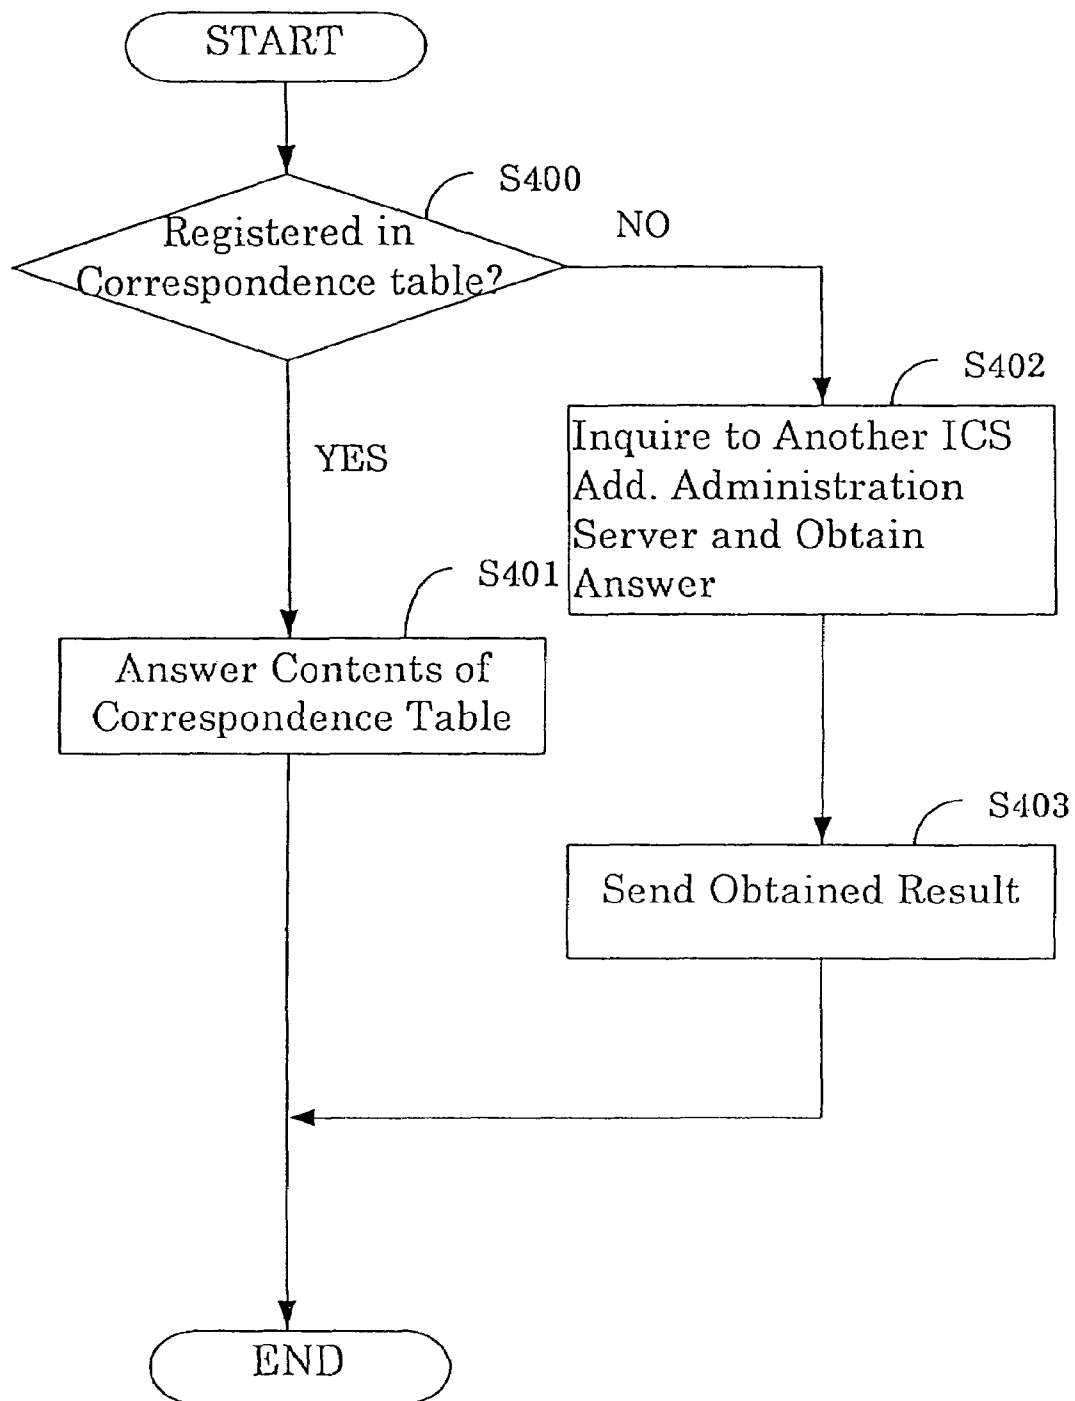 START
S400
Registered in
Correspondence table?
NO
YES
S402
Inquire to Another ICS
Add. Administration
Server and Obtain
Answer
S401
Answer Contents of
Correspondence Table
S403
Send Obtained Result
END